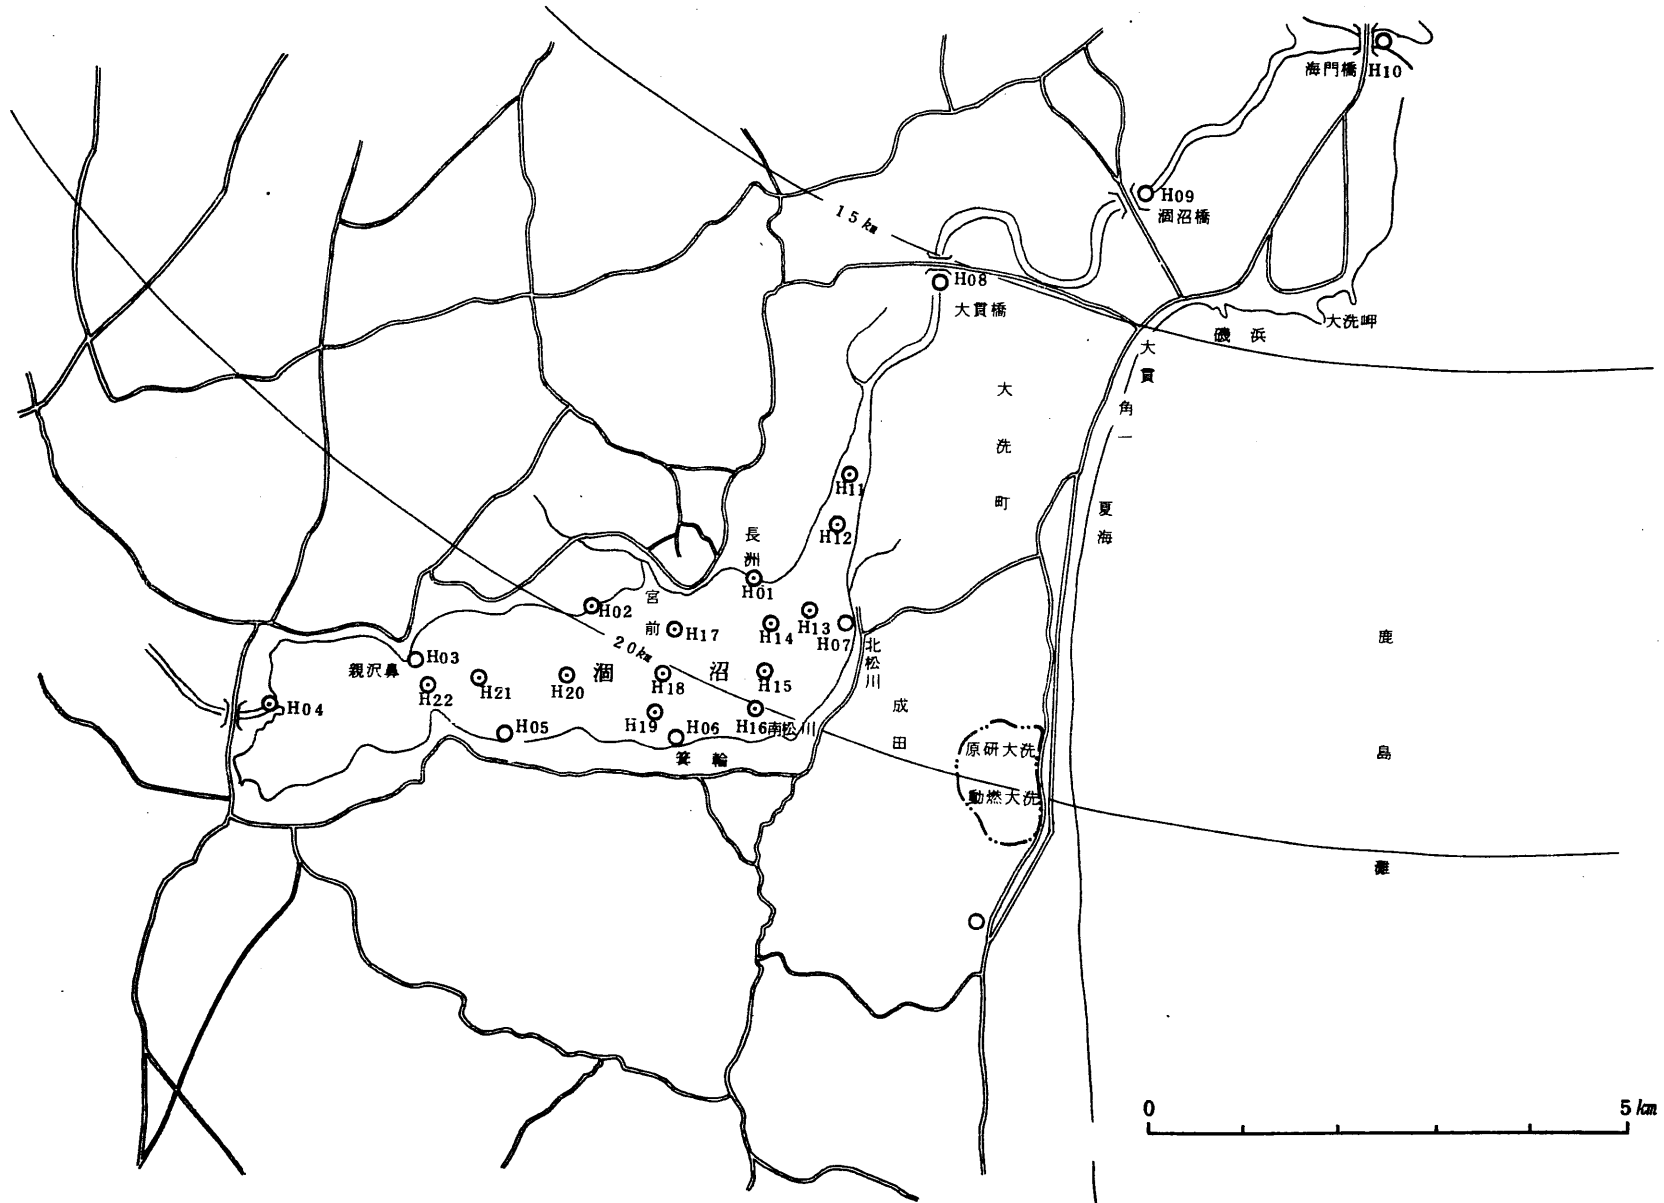 海門橋 H10
H09
涸沼橋
15km
H08
大貫橋
大洗岬
磯浜
大貫
角一
大洗町
夏海
H11
H12
長洲
H01
H02
宮前
H17
H14
H13
H07
北松川
20km
H03
親沢鼻
H22
H21
H20
涸沼
H18
H15
H04
H05
H19
H06
H16
南松川
箕輪
成田
原研大洗
動燃大洗
鹿島灘
0 5km